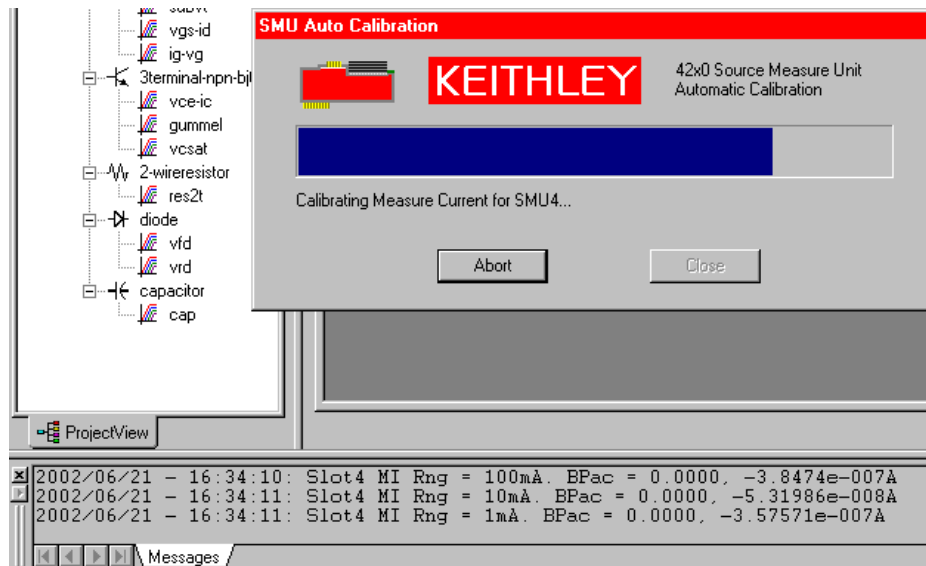 subvt
vgs-id
ig-vg
3terminal-npn-bjt
vce-ic
gummel
vcsat
2-wireresistor
res2t
diode
vfd
vrd
capacitor
cap
SMU Auto Calibration
KEITHLEY
42x0 Source Measure Unit
Automatic Calibration
Calibrating Measure Current for SMU4...
Abort
Close
ProjectView
2002/06/21 - 16:34:10: Slot4 MI Rng = 100mA. BPac = 0.0000, -3.8474e-007A
2002/06/21 - 16:34:11: Slot4 MI Rng = 10mA. BPac = 0.0000, -5.31986e-008A
2002/06/21 - 16:34:11: Slot4 MI Rng = 1mA. BPac = 0.0000, -3.57571e-007A
Messages